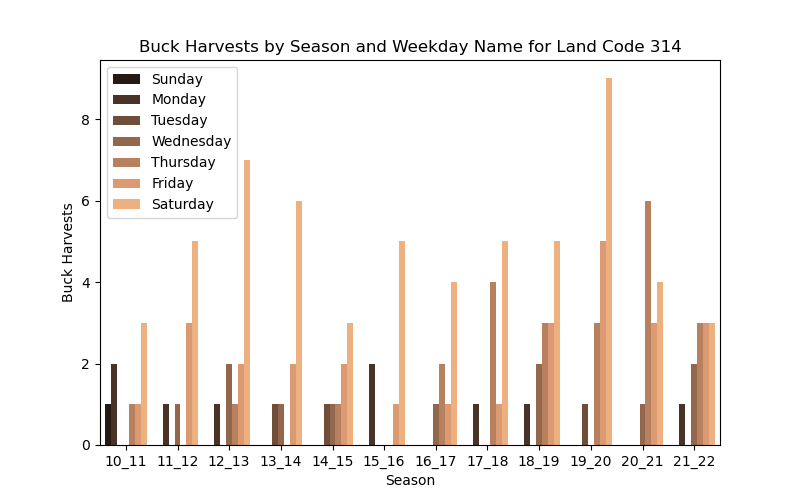 Buck Harvests by Season and Weekday Name for Land Code 314
Sunday
Monday
Tuesday
Wednesday
Thursday
Friday
Saturday
8
6
4
2
0
Buck Harvests
10_11 11_12 12_13 13_14 14_15 15_16 16_17 17_18 18_19 19_20 20_21 21_22
Season